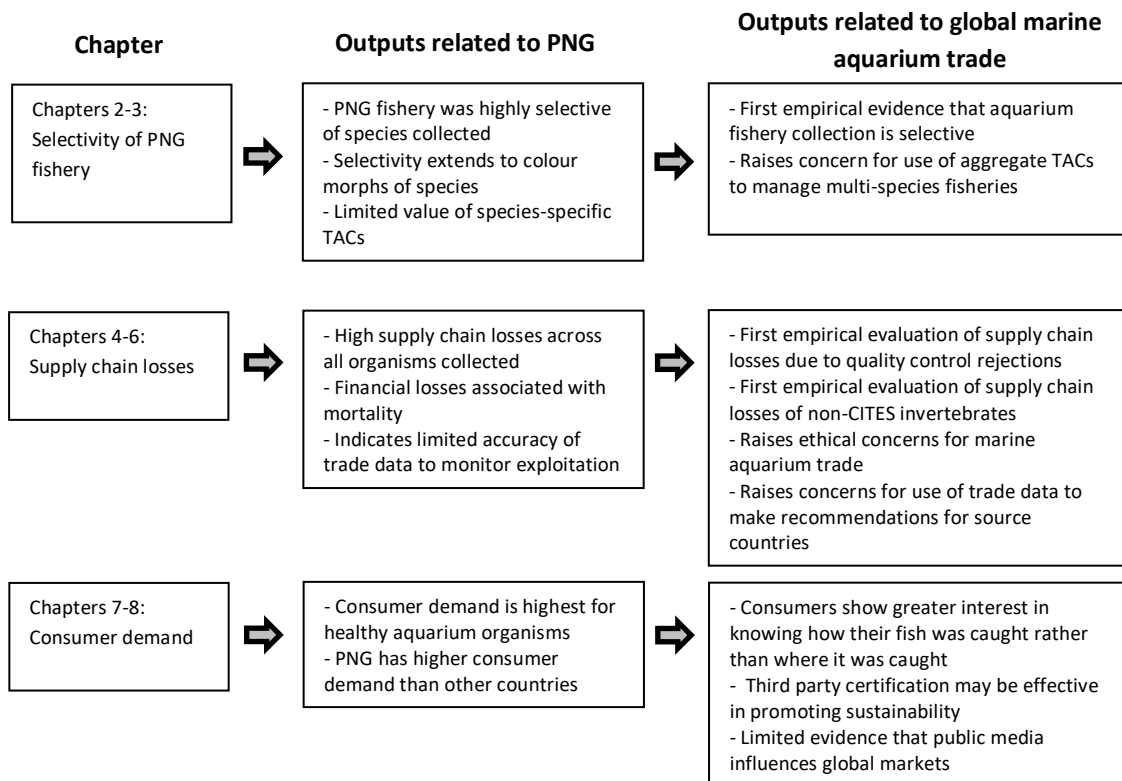 Chapter
Outputs related to PNG
Outputs related to global marine
aquarium trade
Chapters 2-3:
Selectivity of PNG
fishery
- PNG fishery was highly selective
of species collected
- Selectivity extends to colour
morphs of species
- Limited value of species-specific
TACs
- First empirical evidence that aquarium
fishery collection is selective
- Raises concern for use of aggregate TACs
to manage multi-species fisheries
Chapters 4-6:
Supply chain losses
- High supply chain losses across
all organisms collected
- Financial losses associated with
mortality
- Indicates limited accuracy of
trade data to monitor exploitation
- First empirical evaluation of supply chain
losses due to quality control rejections
- First empirical evaluation of supply chain
losses of non-CITES invertebrates
- Raises ethical concerns for marine
aquarium trade
- Raises concerns for use of trade data to
make recommendations for source
countries
Chapters 7-8:
Consumer demand
- Consumer demand is highest for
healthy aquarium organisms
- PNG has higher consumer
demand than other countries
- Consumers show greater interest in
knowing how their fish was caught rather
than where it was caught
- Third party certification may be effective
in promoting sustainability
- Limited evidence that public media
influences global markets